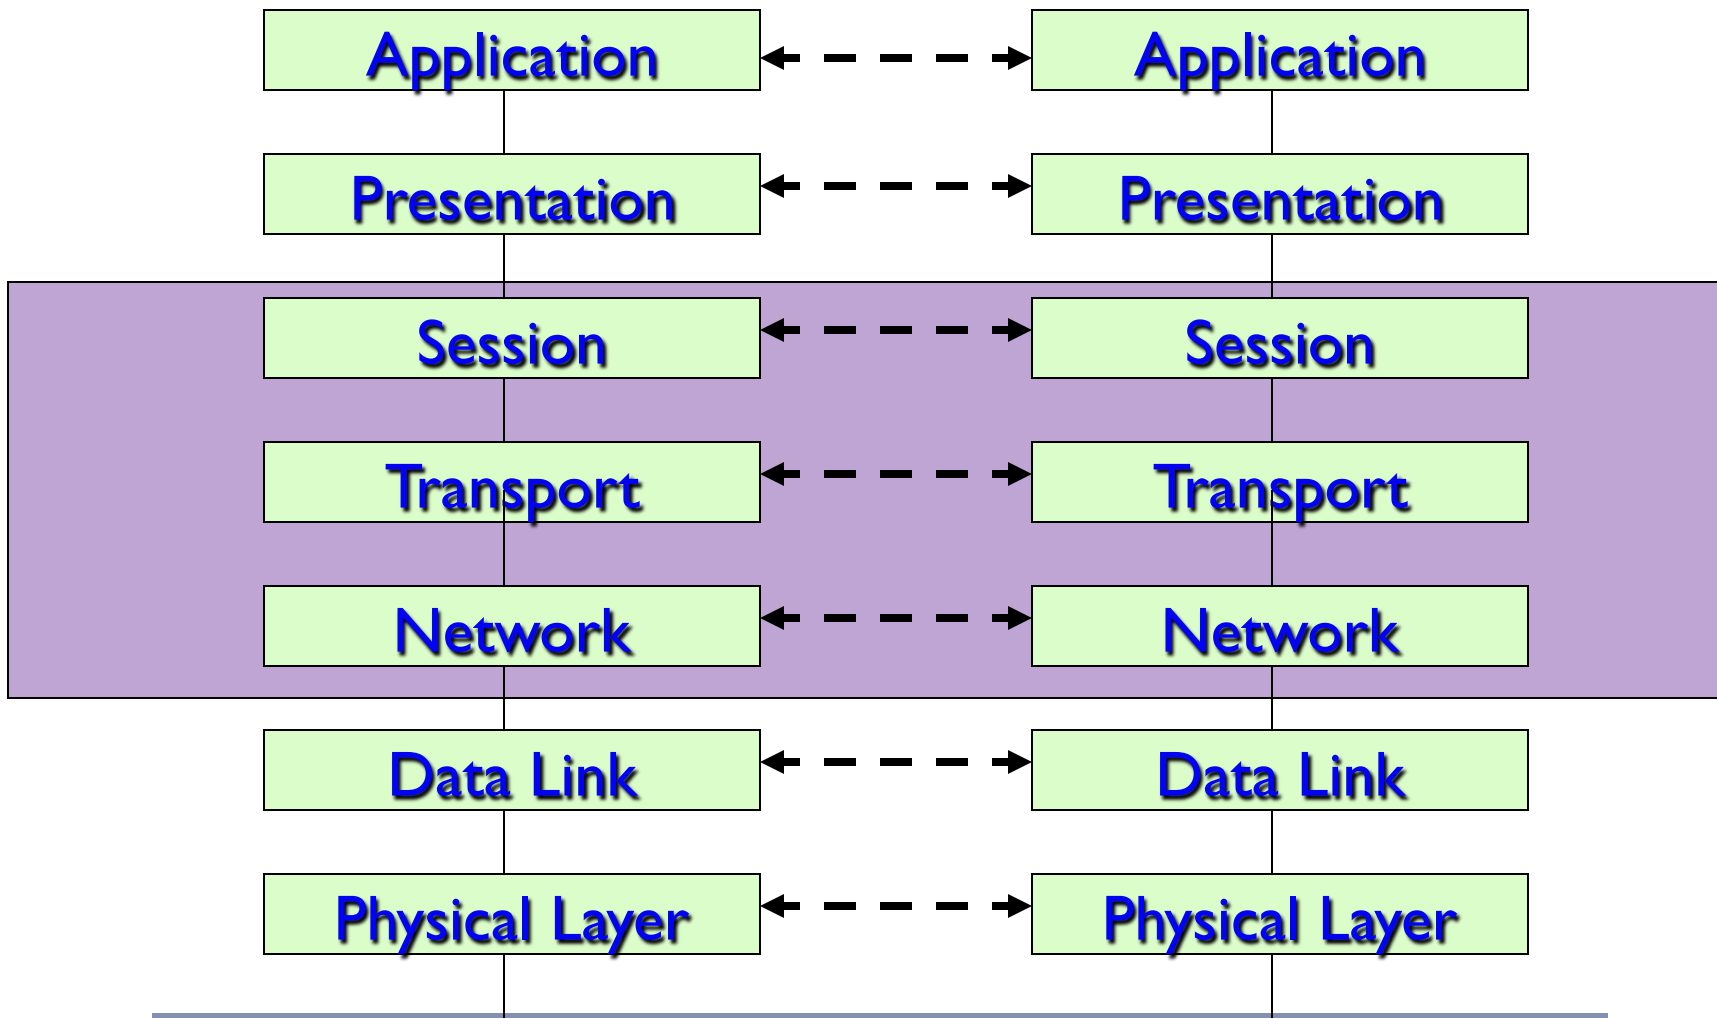 Application Application
Presentation Presentation
Session Session
Transport Transport
Network Network
Data Link Data Link
Physical Layer Physical Layer